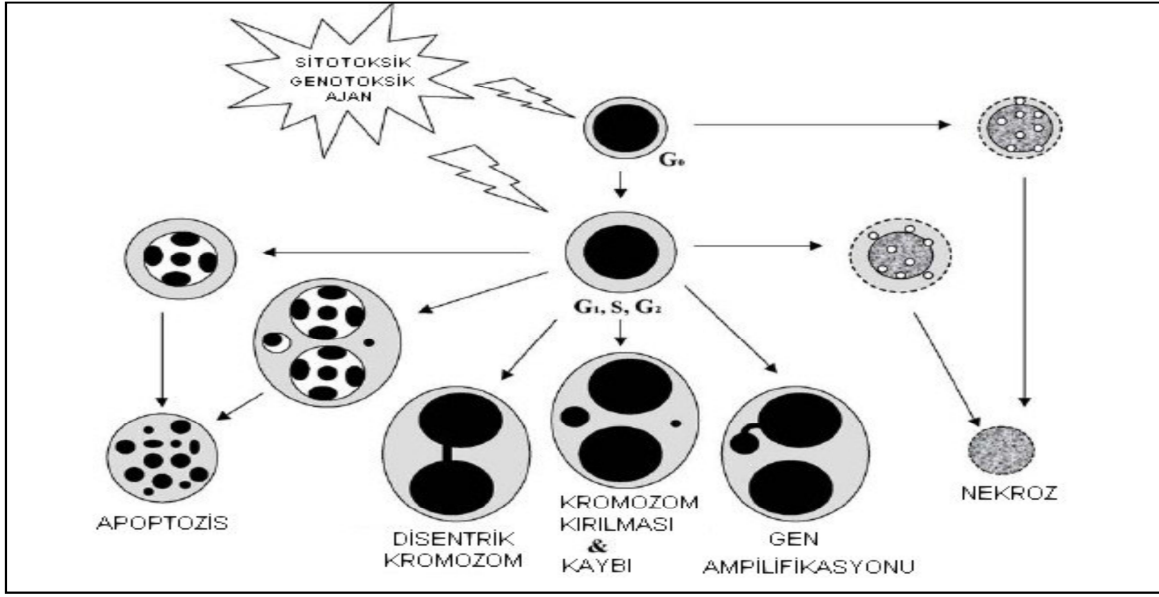 SİTOTOKSİK
GENOTOKSİK
AJAN
G₀
G₁, S, G₂
APOPTOZİS
DİSENTRİK
KROMOZOM
KROMOZOM
KIRILMASI
&
KAYBI
GEN
AMPİLİFİKASYONU
NEKROZ